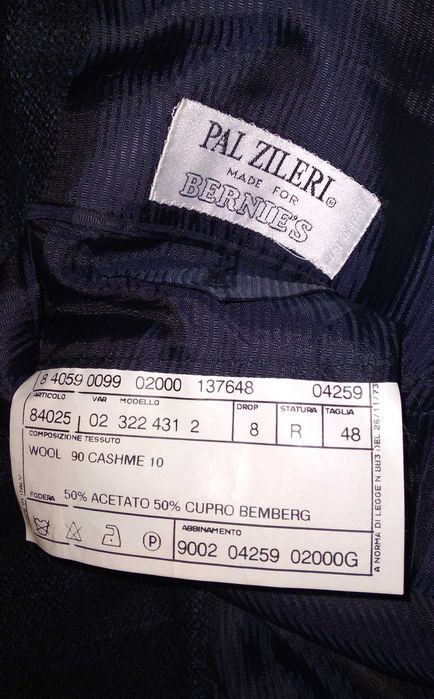 PAL ZILERI®
MADE FOR
BERNIE'S
8 4059 0099 02000 137648 04259
ARTICOLO VAR MODELLO DROP STATURA TAGLIA
84025 02 322 431 2 8 R 48
COMPOSIZIONE TESSUTO
WOOL 90 CASHME 10
FODERA 50% ACETATO 50% CUPRO BEMBERG
ABBINAMENTO
P 9002 04259 02000G
A NORMA DI LEGGE N 883 DEL 26/11/73
ITALY